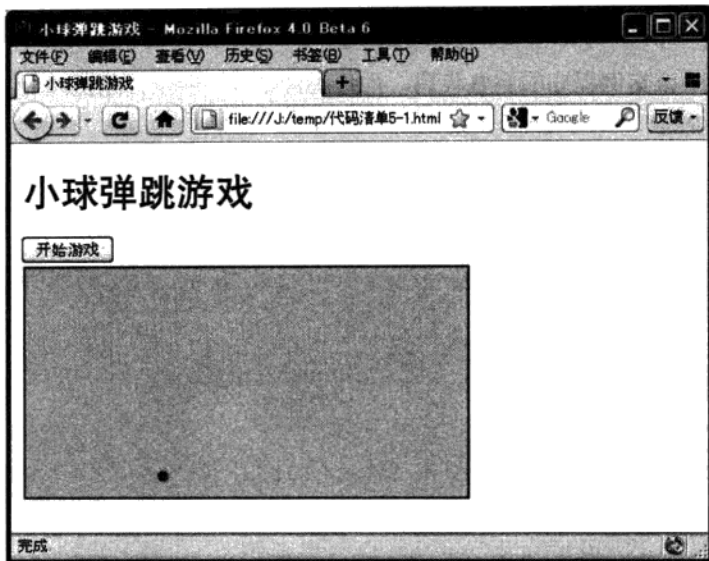 小球弹跳游戏 - Mozilla Firefox 4.0 Beta 6
文件(F) 编辑(E) 查看(V) 历史(S) 书签(B) 工具(T) 帮助(H)
小球弹跳游戏
file:///J:/temp/代码清单5-1.html
Google
反馈
小球弹跳游戏
开始游戏
完成